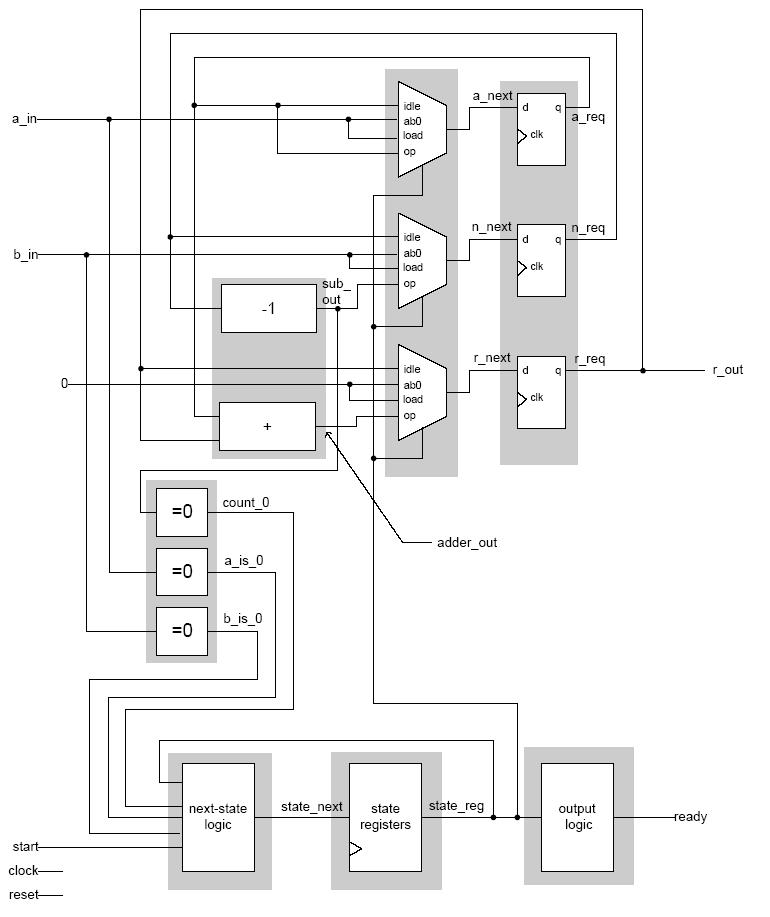 a_in
idle
ab0
load
op
a_next
d
q
clk
a_req
b_in
idle
ab0
load
op
n_next
d
q
clk
n_req
-1
sub_
out
0
idle
ab0
load
op
r_next
d
q
clk
r_req
r_out
+
adder_out
=0
count_0
=0
a_is_0
=0
b_is_0
next-state
logic
state_next
state
registers
state_reg
output
logic
ready
start
clock
reset